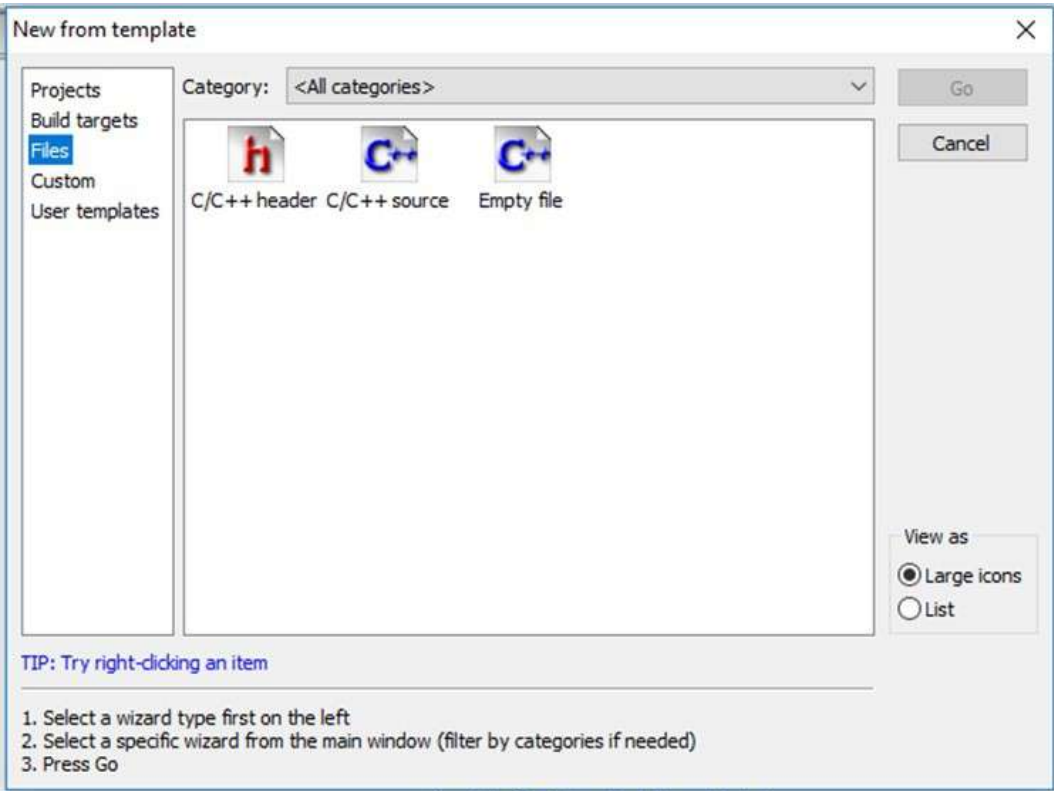 New from template
Projects
Build targets
Files
Custom
User templates
Category: <All categories>
h
C/C++ header
C++
C/C++ source
C++
Empty file
Go
Cancel
View as
Large icons
List
TIP: Try right-clicking an item
1. Select a wizard type first on the left
2. Select a specific wizard from the main window (filter by categories if needed)
3. Press Go